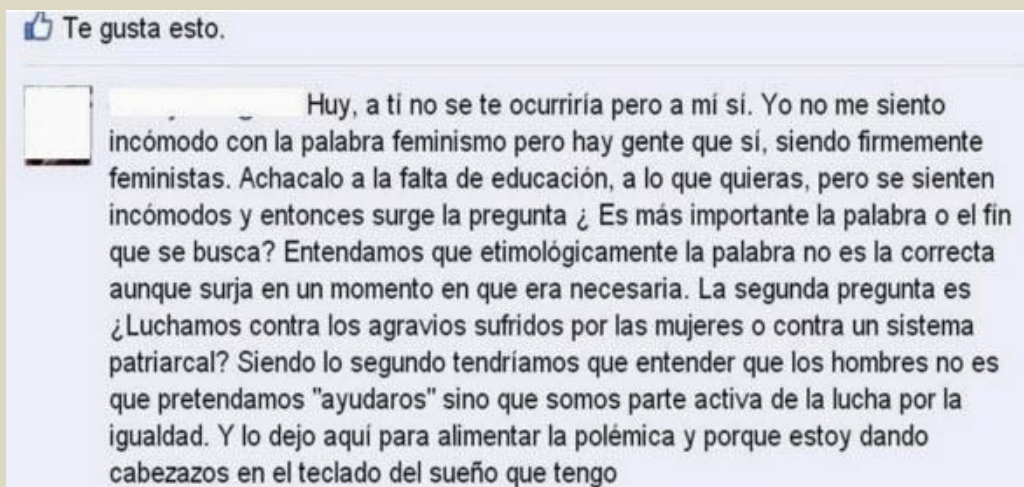 Te gusta esto.
Huy, a tí no se te ocurriría pero a mí sí. Yo no me siento
incómodo con la palabra feminismo pero hay gente que sí, siendo firmemente
feministas. Achacalo a la falta de educación, a lo que quieras, pero se sienten
incómodos y entonces surge la pregunta ¿ Es más importante la palabra o el fín
que se busca? Entendamos que etimológicamente la palabra no es la correcta
aunque surja en un momento en que era necesaria. La segunda pregunta es
¿Luchamos contra los agravios sufridos por las mujeres o contra un sistema
patriarcal? Siendo lo segundo tendríamos que entender que los hombres no es
que pretendamos "ayudaros" sino que somos parte activa de la lucha por la
igualdad. Y lo dejo aquí para alimentar la polémica y porque estoy dando
cabezazos en el teclado del sueño que tengo